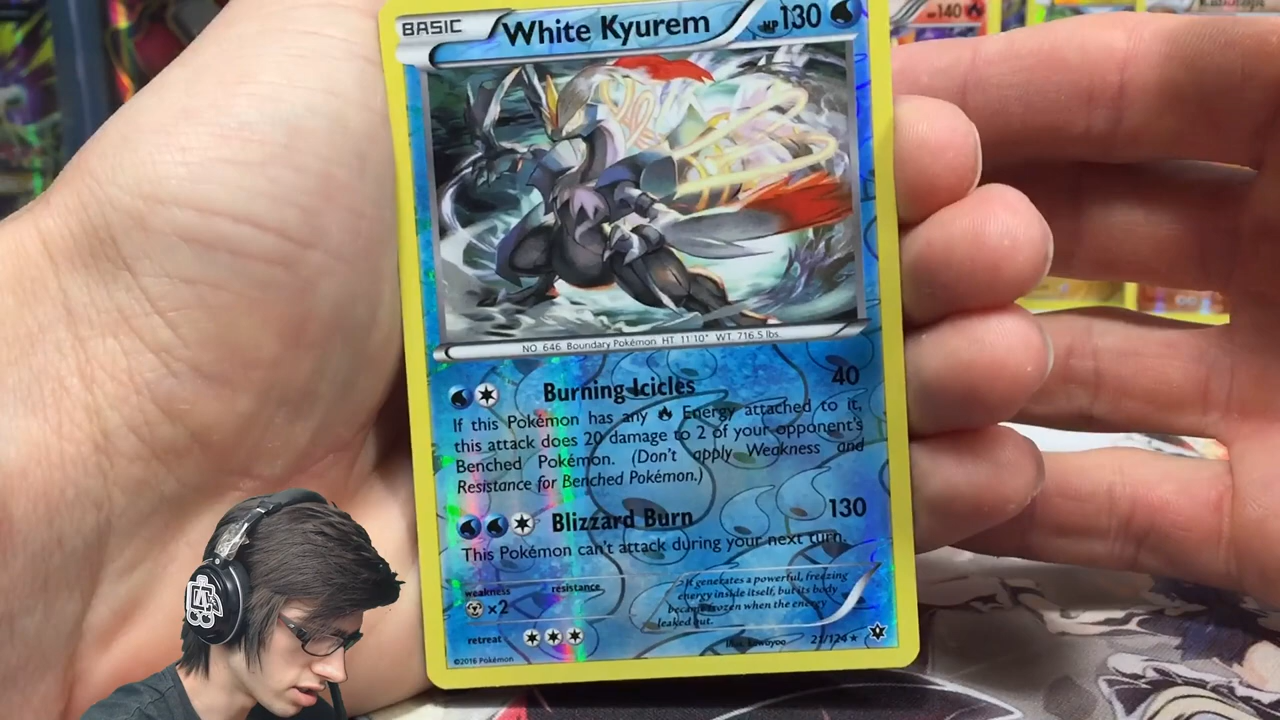 BASIC White Kyurem HP130
HP140
NO. 646 Boundary Pokémon HT. 11'10" WT. 716.5 lbs.
Burning Icicles 40
If this Pokémon has any Energy attached to it,
this attack does 20 damage to 2 of your opponent's
Benched Pokémon. (Don't apply Weakness and
Resistance for Benched Pokémon.)
Blizzard Burn 130
This Pokémon can't attack during your next turn.
weakness resistance
×2
It generates a powerful, freezing
energy inside itself, but its body
became frozen when the energy
leaked out.
retreat
Illus. kawayoo 21/124
©2016 Pokémon